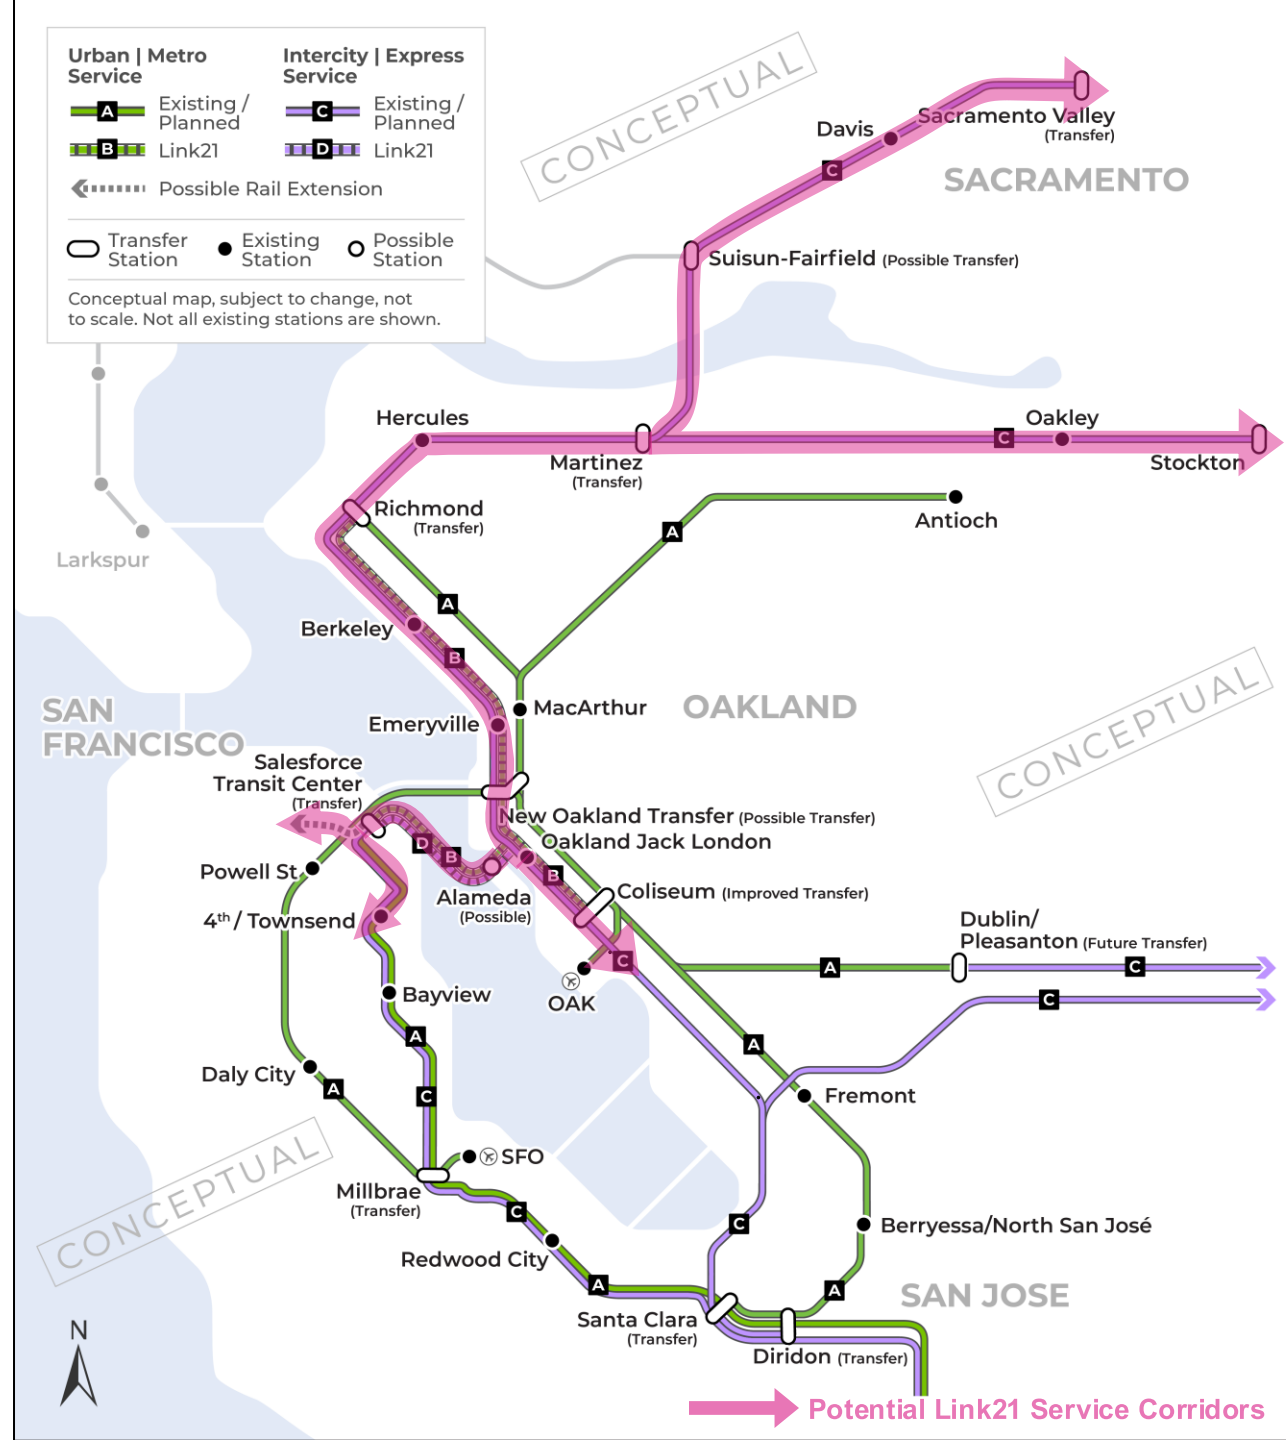 Urban | Metro
Service
Intercity | Express
Service
A
Existing /
Planned
C
Existing /
Planned
B
Link21
D
Link21
Possible Rail Extension
Transfer
Station
Existing
Station
Possible
Station
Conceptual map, subject to change, not
to scale. Not all existing stations are shown.
CONCEPTUAL
Davis
Sacramento Valley
(Transfer)
C
SACRAMENTO
Suisun-Fairfield (Possible Transfer)
Hercules
Martinez
(Transfer)
C
Oakley
Stockton
Richmond
(Transfer)
Antioch
A
Larkspur
A
Berkeley
B
CONCEPTUAL
SAN
FRANCISCO
Emeryville
MacArthur
OAKLAND
Salesforce
Transit Center
(Transfer)
New Oakland Transfer (Possible Transfer)
Oakland Jack London
D
B
B
Powell St
Alameda
(Possible)
Coliseum (Improved Transfer)
4th / Townsend
Dublin/
Pleasanton (Future Transfer)
C
A
C
OAK
Bayview
C
A
A
Daly City
A
C
Fremont
CONCEPTUAL
SFO
Millbrae
(Transfer)
C
C
Berryessa/North San José
Redwood City
A
A
SAN JOSE
Santa Clara
(Transfer)
Diridon (Transfer)
N
Potential Link21 Service Corridors